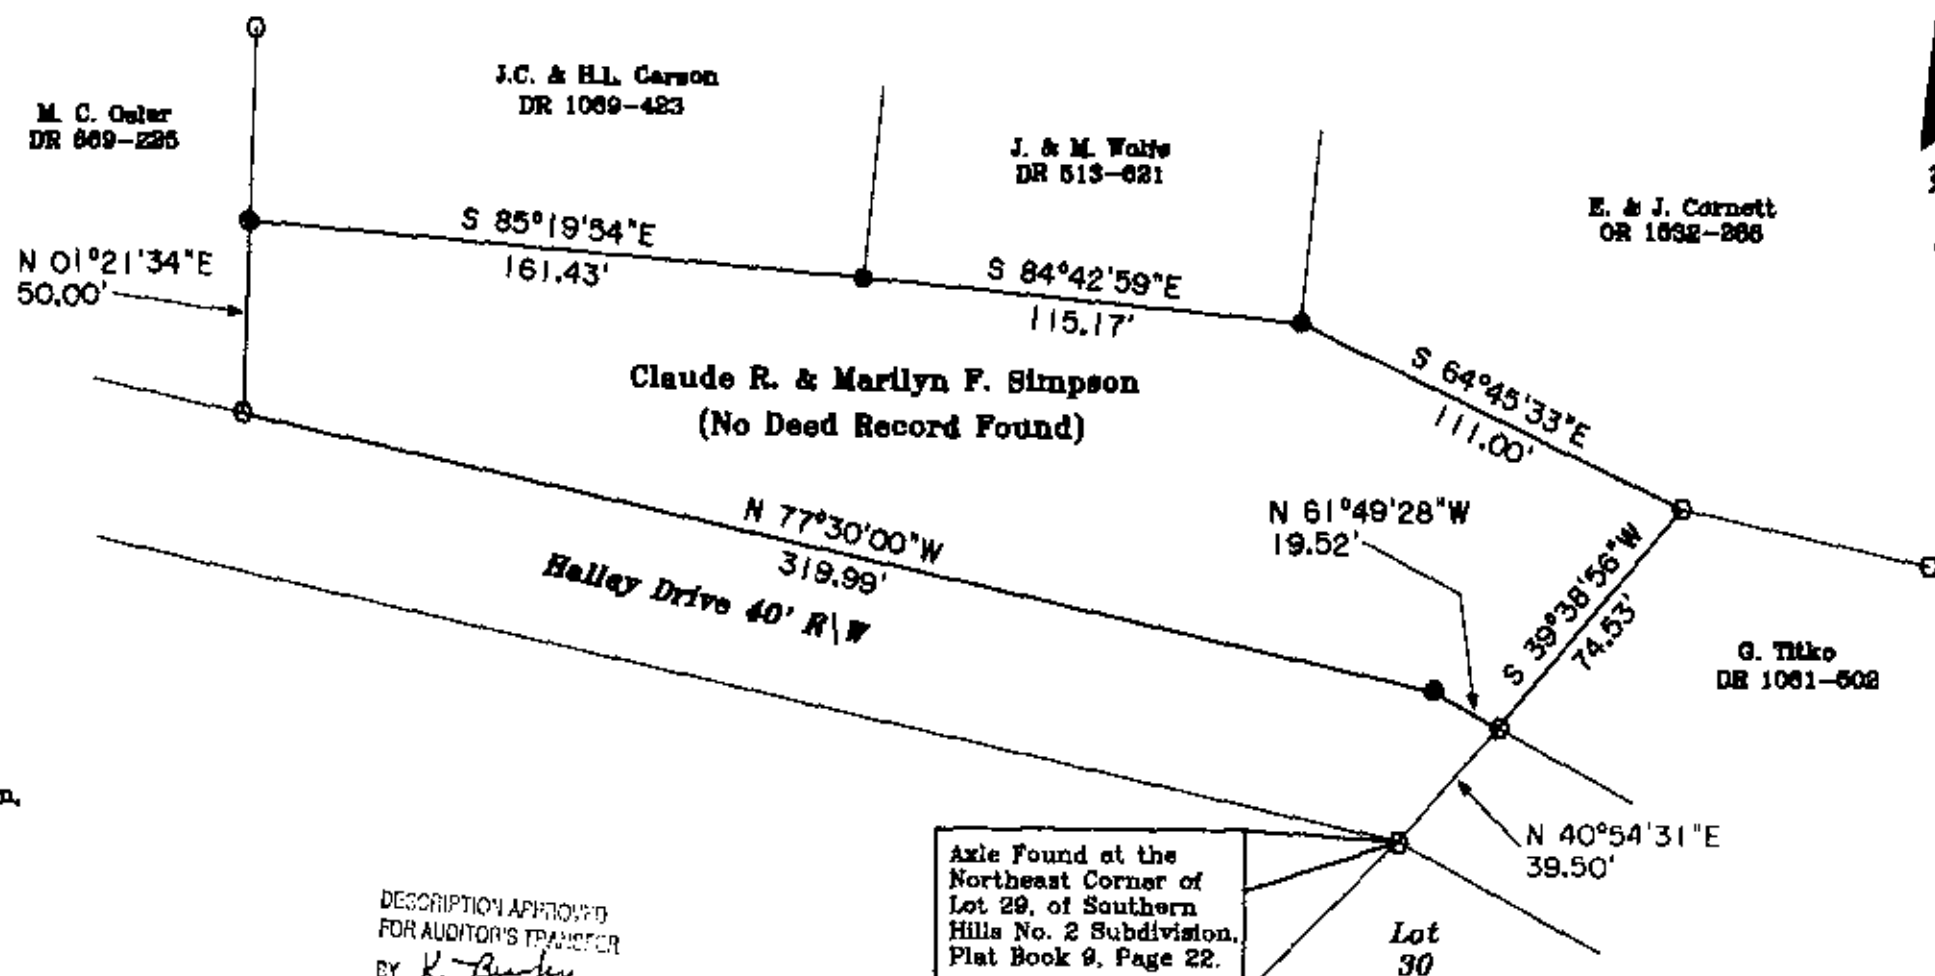 J.C. & H.L. Carson
DR 1069-423
M. C. Osler
DR 669-225
J. & M. Wolfe
DR 513-621
E. & J. Cornett
OR 1632-266
S 85°19'54"E
161.43'
N 01°21'34"E
50.00'
S 84°42'59"E
115.17'
Claude R. & Marilyn F. Simpson
(No Deed Record Found)
S 64°45'33"E
111.00'
N 77°30'00"W
319.99'
N 61°49'28"W
19.52'
Halley Drive 40' R\W
S 39°38'56"W
74.53'
G. Titko
DR 1061-502
n.
N 40°54'31"E
39.50'
Axle Found at the
Northeast Corner of
Lot 29, of Southern
Hills No. 2 Subdivision,
Plat Book 9, Page 22.
DESCRIPTION APPROVED
FOR AUDITOR'S TRANSFER
BY K.
Lot
30